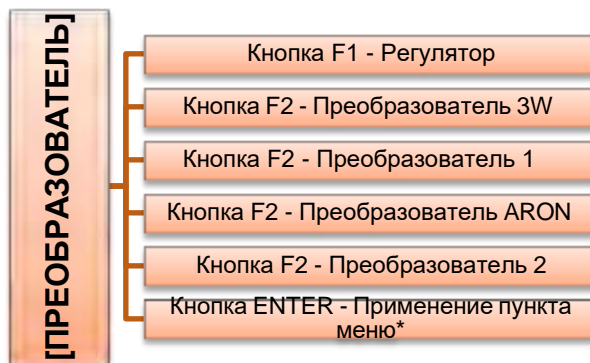 [ПРЕОБРАЗОВАТЕЛЬ]
Кнопка F1 - Регулятор
Кнопка F2 - Преобразователь 3W
Кнопка F2 - Преобразователь 1
Кнопка F2 - Преобразователь ARON
Кнопка F2 - Преобразователь 2
Кнопка ENTER - Применение пункта
меню*